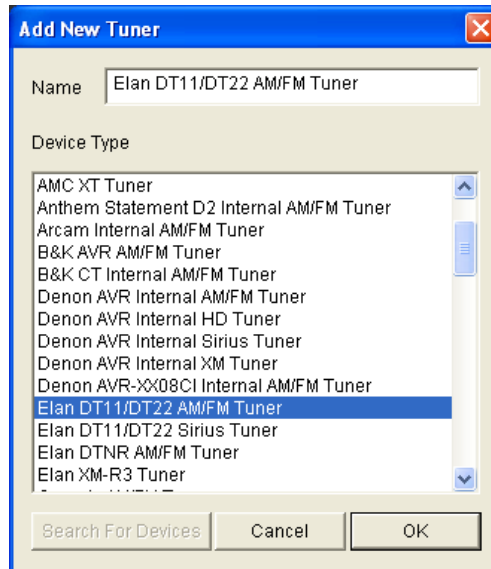 Add New Tuner
Name
Elan DT11/DT22 AM/FM Tuner
Device Type
AMC XT Tuner
Anthem Statement D2 Internal AM/FM Tuner
Arcam Internal AM/FM Tuner
B&K AVR AM/FM Tuner
B&K CT Internal AM/FM Tuner
Denon AVR Internal AM/FM Tuner
Denon AVR Internal HD Tuner
Denon AVR Internal Sirius Tuner
Denon AVR Internal XM Tuner
Denon AVR-XX08CI Internal AM/FM Tuner
Elan DT11/DT22 AM/FM Tuner
Elan DT11/DT22 Sirius Tuner
Elan DTNR AM/FM Tuner
Elan XM-R3 Tuner
Search For Devices
Cancel
OK